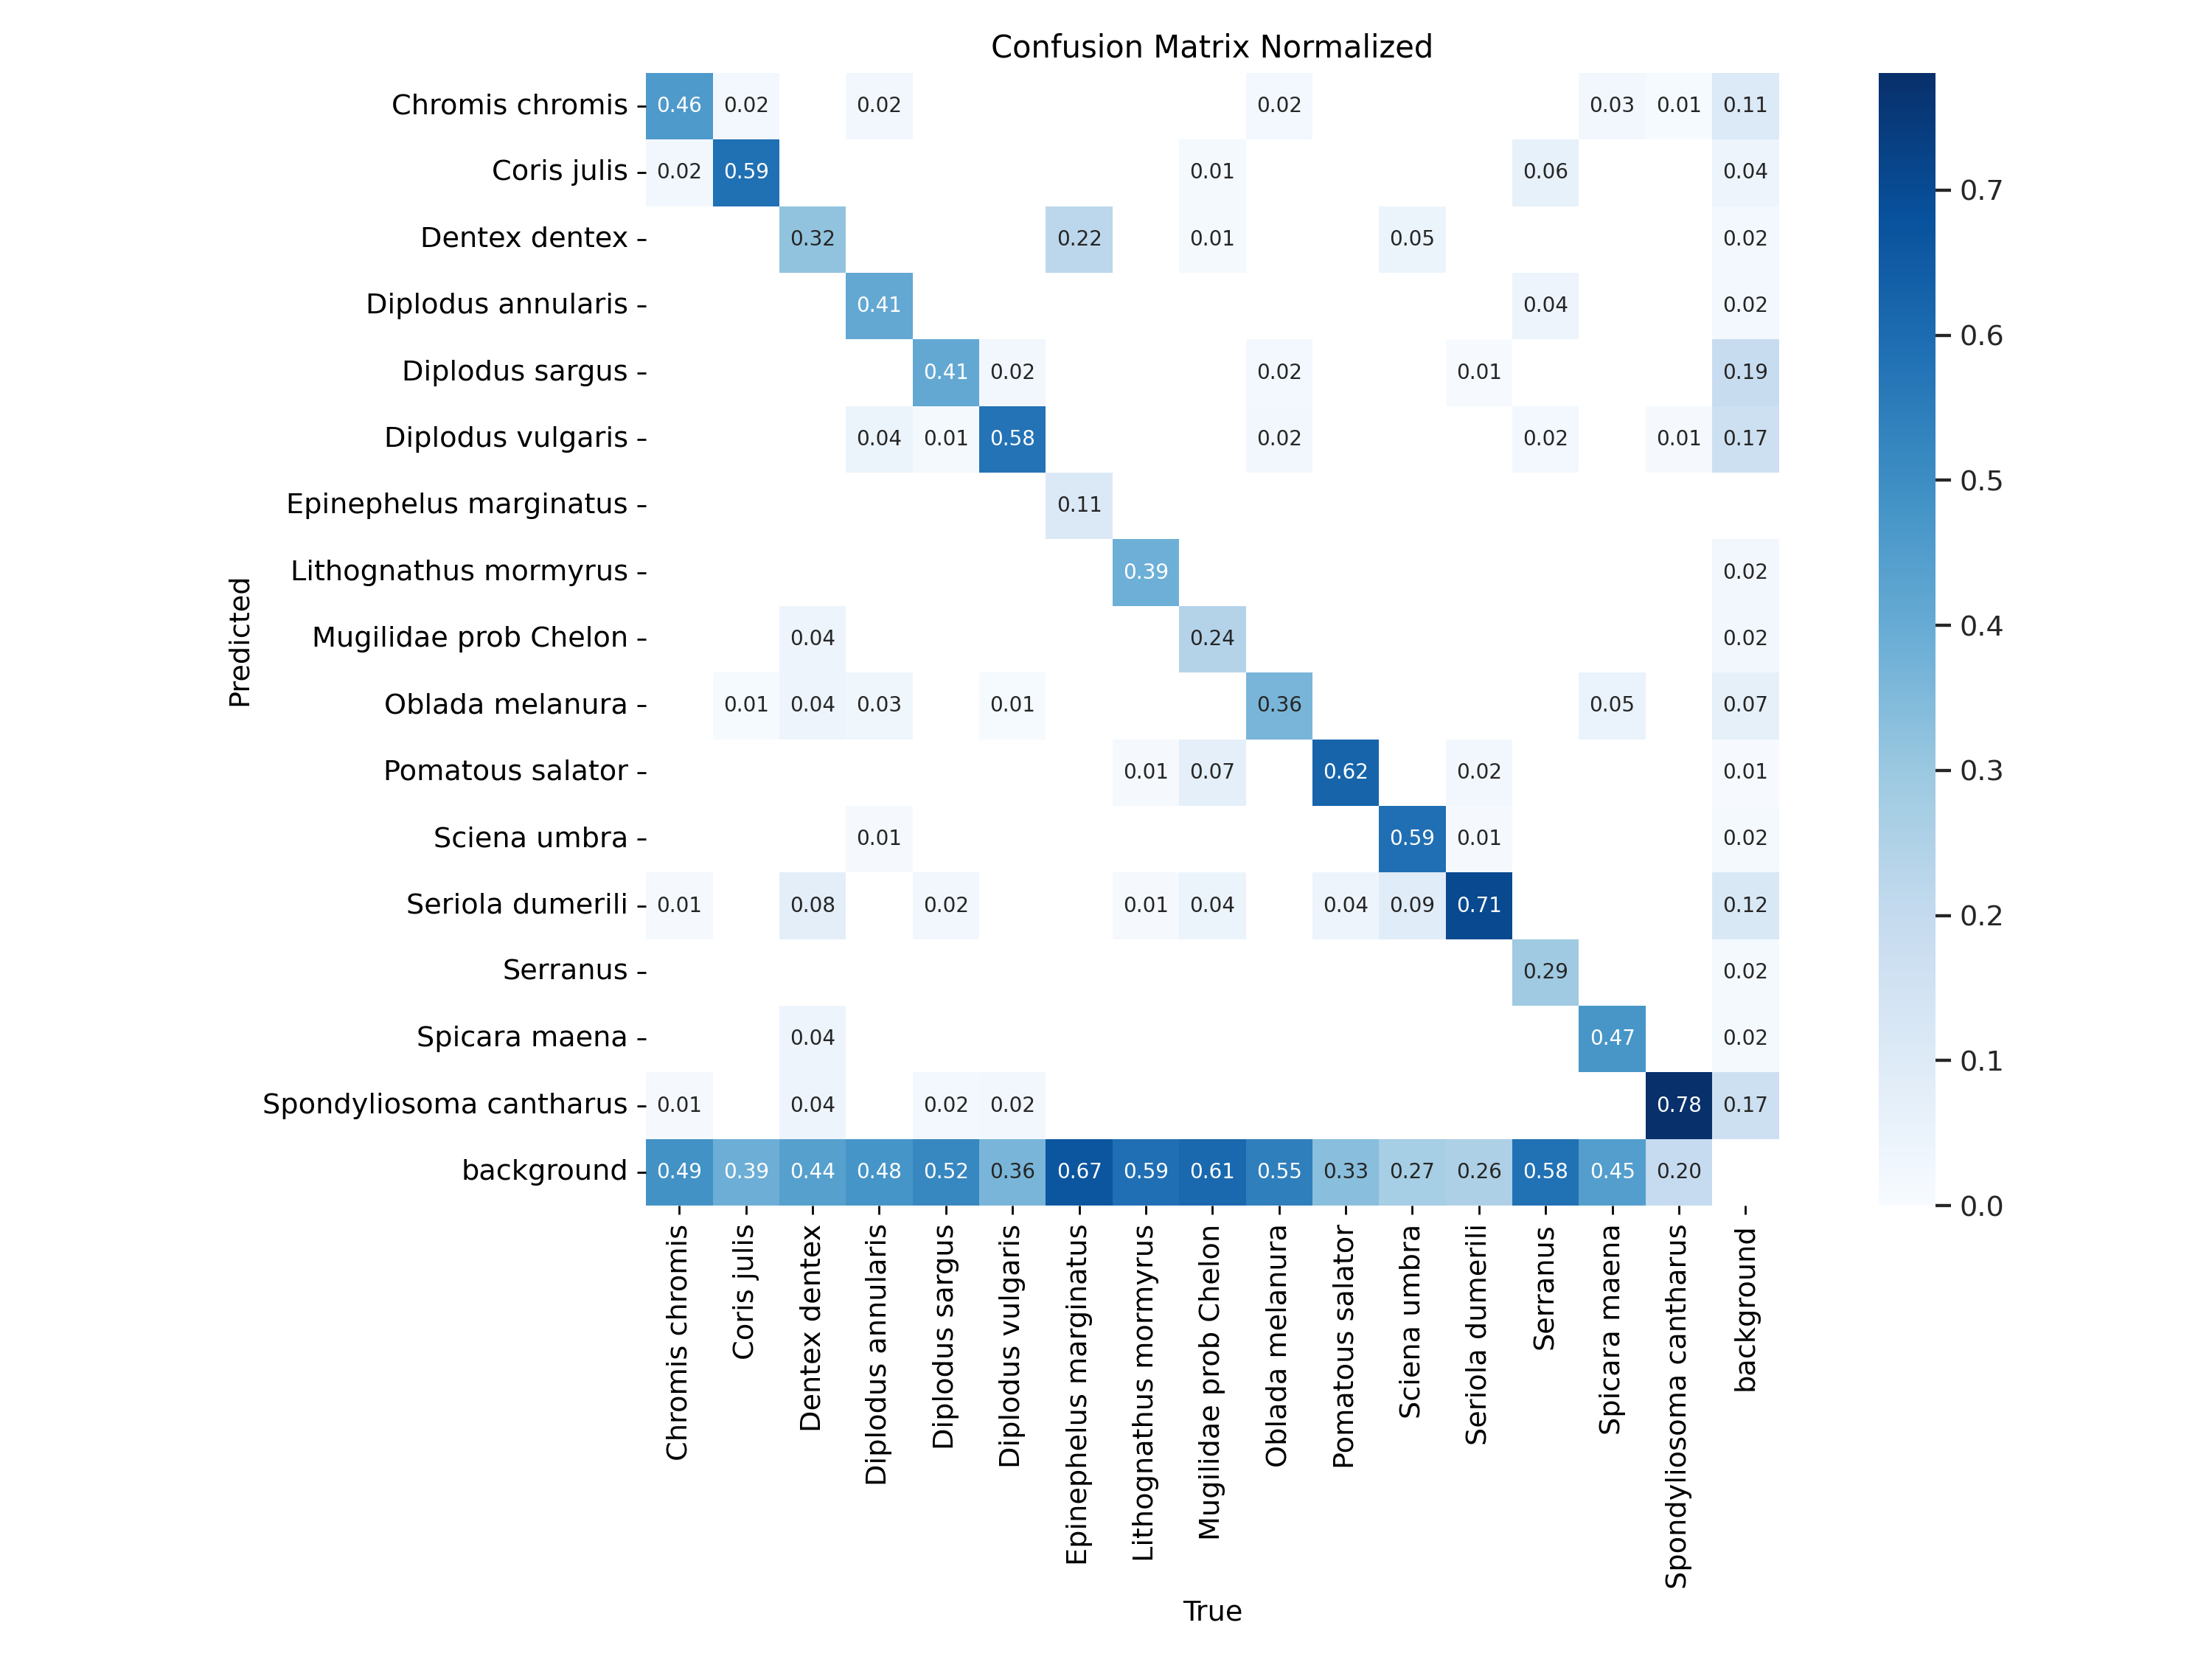 Confusion Matrix Normalized
Chromis chromis 0.46 0.02 0.02 0.02 0.03 0.01 0.11
Coris julis 0.02 0.59 0.01 0.06 0.04
Dentex dentex 0.32 0.22 0.01 0.05 0.02
Diplodus annularis 0.41 0.04 0.02
Diplodus sargus 0.41 0.02 0.02 0.01 0.19
Diplodus vulgaris 0.04 0.01 0.58 0.02 0.02 0.01 0.17
Epinephelus marginatus 0.11
Lithognathus mormyrus 0.39 0.02
Mugilidae prob Chelon 0.04 0.24 0.02
Oblada melanura 0.01 0.04 0.03 0.01 0.36 0.05 0.07
Pomatous salator 0.01 0.07 0.62 0.02 0.01
Sciena umbra 0.01 0.59 0.01 0.02
Seriola dumerili 0.01 0.08 0.02 0.01 0.04 0.04 0.09 0.71 0.12
Serranus 0.29 0.02
Spicara maena 0.04 0.47 0.02
Spondyliosoma cantharus 0.01 0.04 0.02 0.02 0.78 0.17
background 0.49 0.39 0.44 0.48 0.52 0.36 0.67 0.59 0.61 0.55 0.33 0.27 0.26 0.58 0.45 0.20
Predicted
Chromis chromis
Coris julis
Dentex dentex
Diplodus annularis
Diplodus sargus
Diplodus vulgaris
Epinephelus marginatus
Lithognathus mormyrus
Mugilidae prob Chelon
Oblada melanura
Pomatous salator
Sciena umbra
Seriola dumerili
Serranus
Spicara maena
Spondyliosoma cantharus
background
True
0.7
0.6
0.5
0.4
0.3
0.2
0.1
0.0